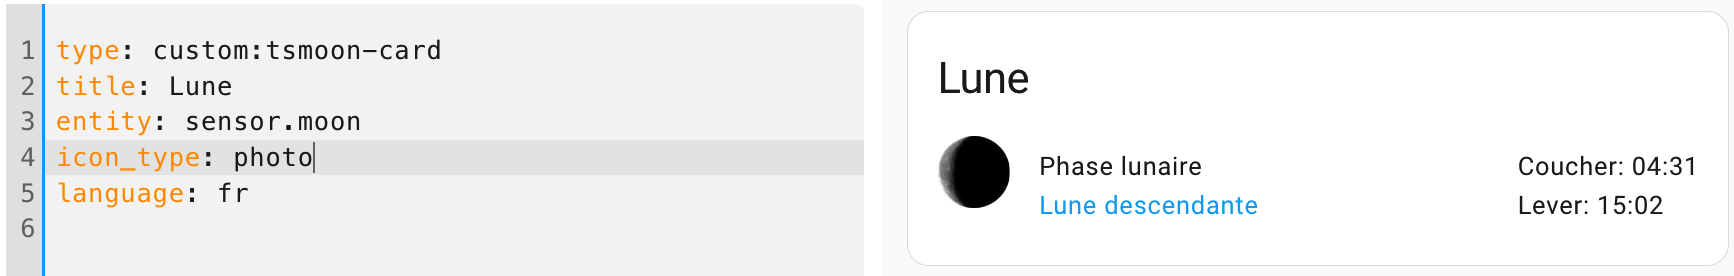 1 type: custom:tsmoon-card
2 title: Lune
3 entity: sensor.moon
4 icon_type: photo
5 language: fr
6
Lune
Phase lunaire
Lune descendante
Coucher: 04:31
Lever: 15:02